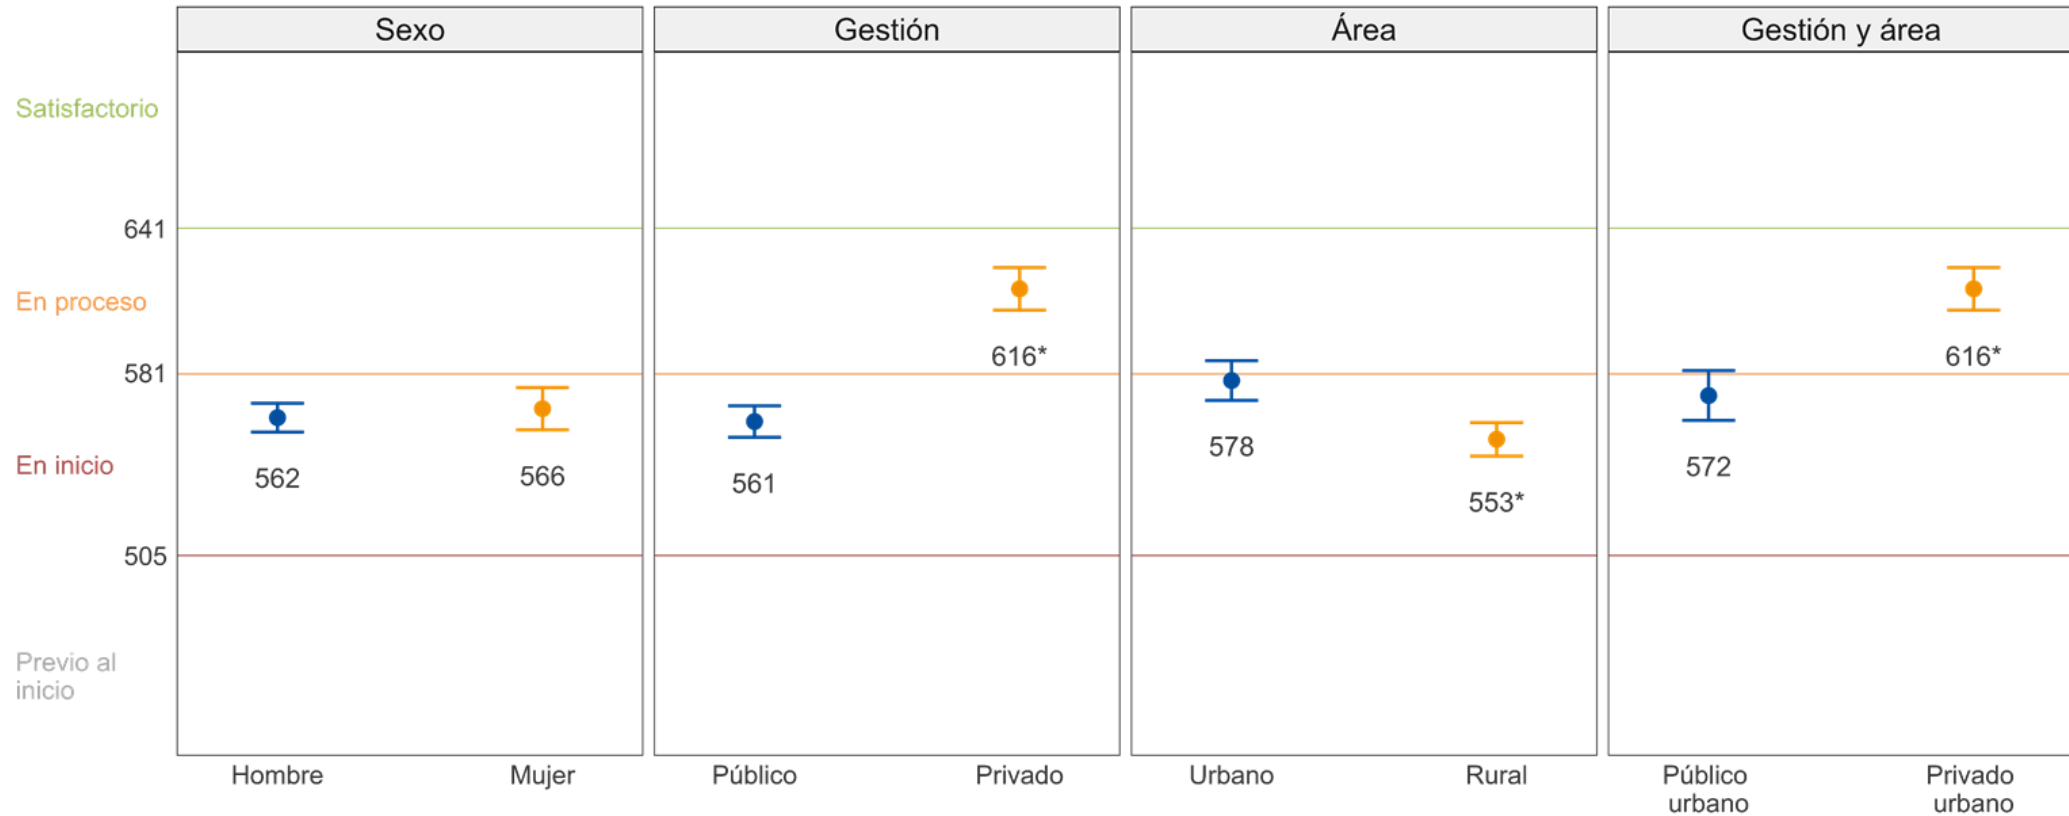 Sexo
Gestión
Área
Gestión y área
Satisfactorio
641
En proceso
616*
616*
581
578
572
En inicio
562
566
561
553*
505
Previo al
inicio
Hombre
Mujer
Público
Privado
Urbano
Rural
Público
urbano
Privado
urbano